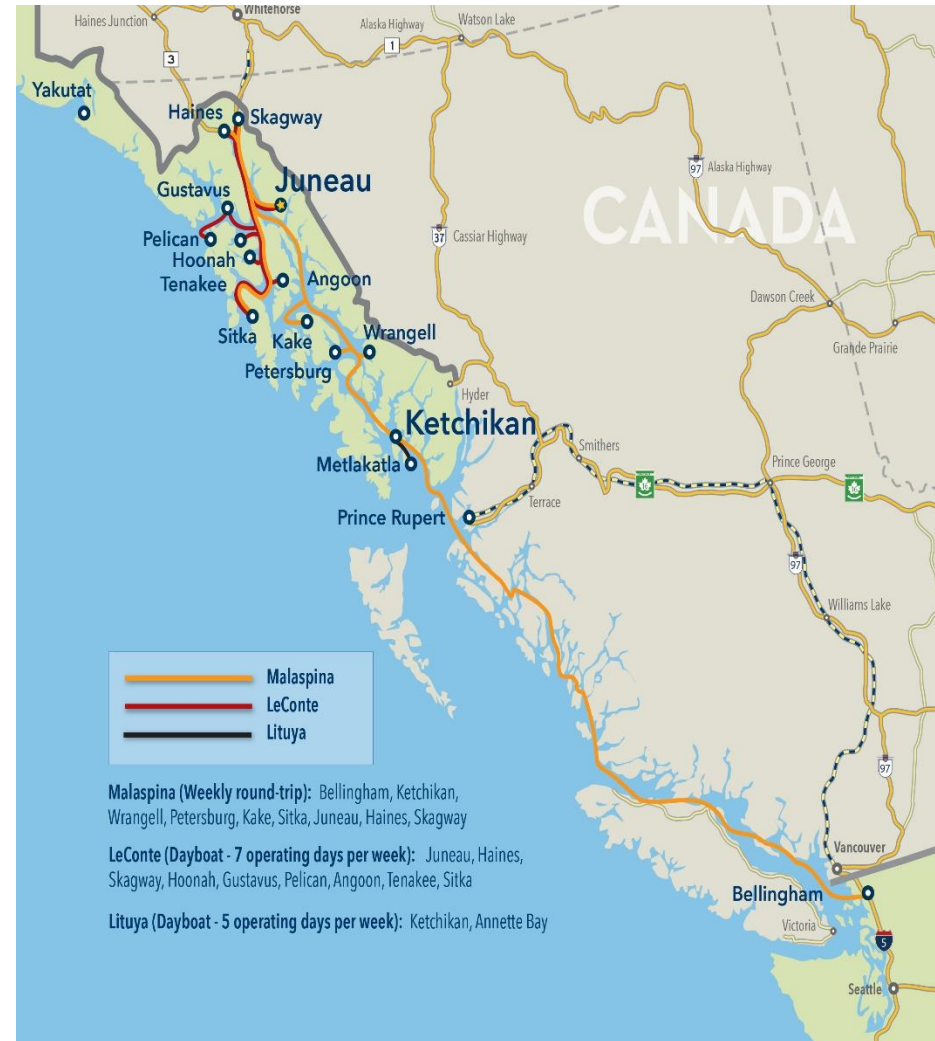 Whitehorse
Haines Junction
Alaska Highway
Watson Lake
1
3
Yakutat
Haines
Skagway
Juneau
Gustavus
97
Alaska Highway
CANADA
37
Cassiar Highway
Pelican
Hoonah
Tenakee
Angoon
Dawson Creek
Sitka
Kake
Wrangell
Grande Prairie
Petersburg
Hyder
Ketchikan
Smithers
Metlakatla
Prince George
16
16
Terrace
Prince Rupert
97
Williams Lake
Malaspina
LeConte
Lituya
97
Malaspina (Weekly round-trip): Bellingham, Ketchikan,
Wrangell, Petersburg, Kake, Sitka, Juneau, Haines, Skagway
LeConte (Dayboat - 7 operating days per week): Juneau, Haines,
Skagway, Hoonah, Gustavus, Pelican, Angoon, Tenakee, Sitka
Vancouver
Bellingham
Lituya (Dayboat - 5 operating days per week): Ketchikan, Annette Bay
Victoria
5
Seattle